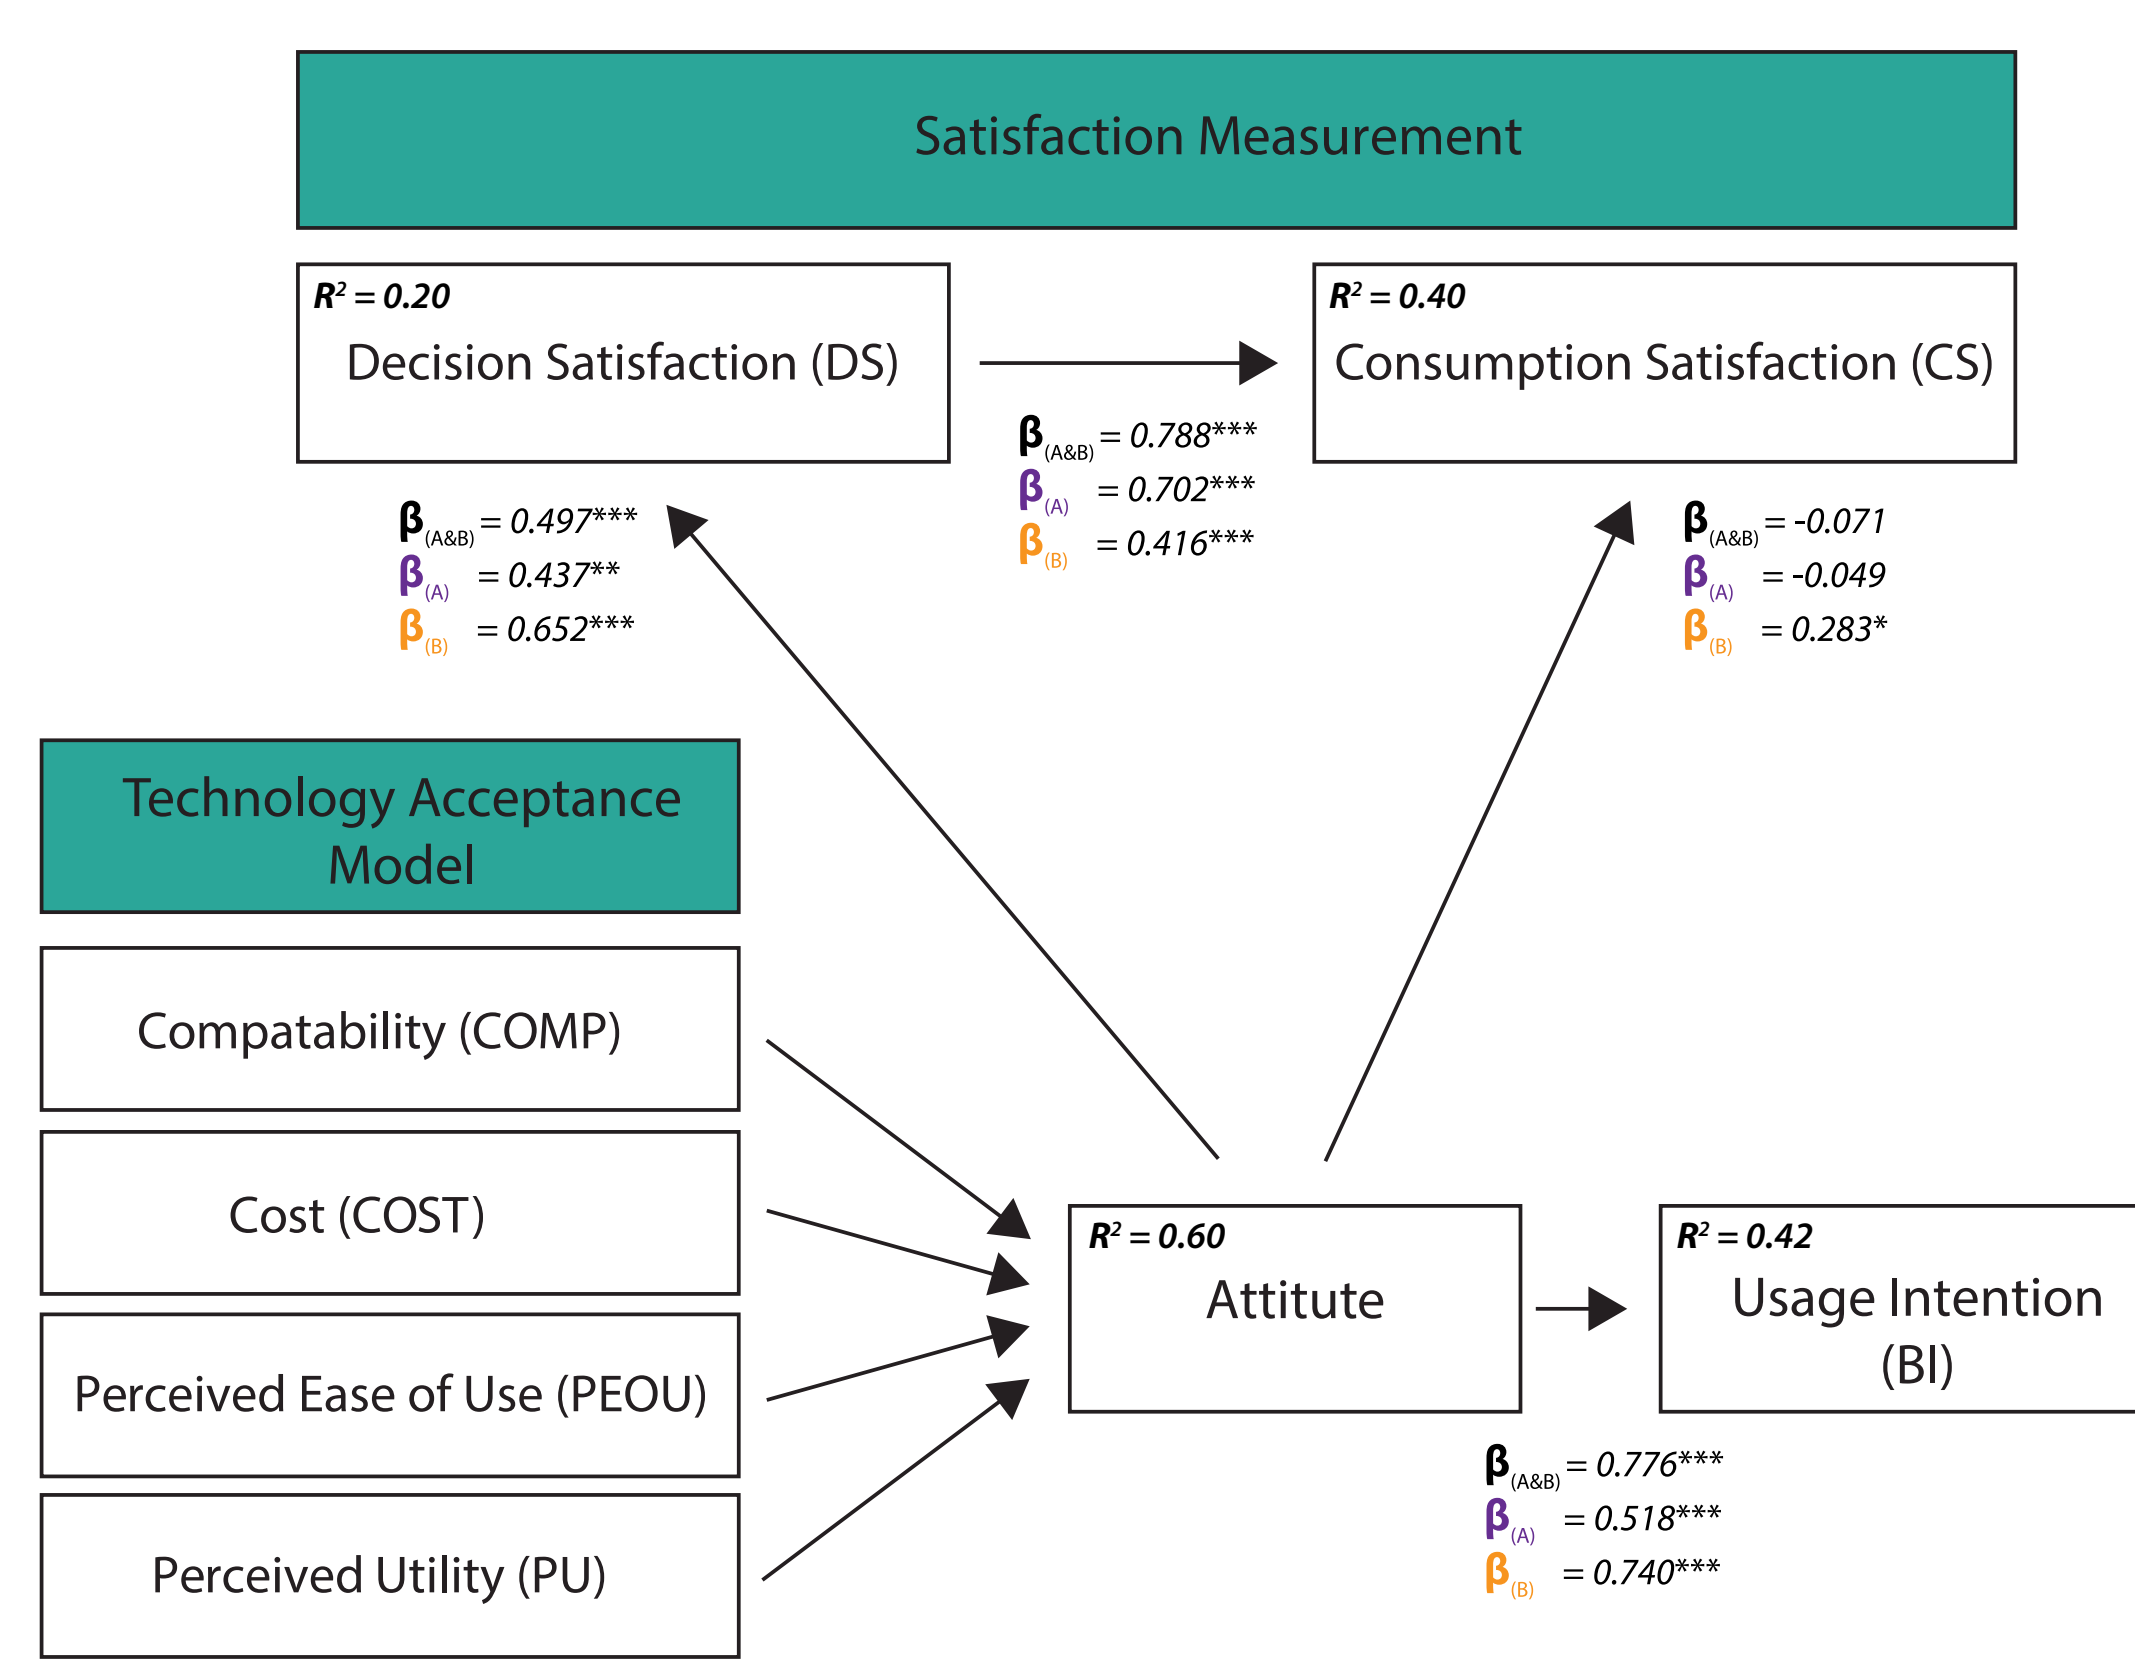 Satisfaction Measurement
R² = 0.20
Decision Satisfaction (DS)
R² = 0.40
Consumption Satisfaction (CS)
β(A&B) = 0.788***
β(A) = 0.702***
β(B) = 0.416***
β(A&B) = 0.497***
β(A) = 0.437**
β(B) = 0.652***
β(A&B) = -0.071
β(A) = -0.049
β(B) = 0.283*
Technology Acceptance
Model
Compatability (COMP)
Cost (COST)
Perceived Ease of Use (PEOU)
Perceived Utility (PU)
R² = 0.60
Attitute
R² = 0.42
Usage Intention
(BI)
β(A&B) = 0.776***
β(A) = 0.518***
β(B) = 0.740***